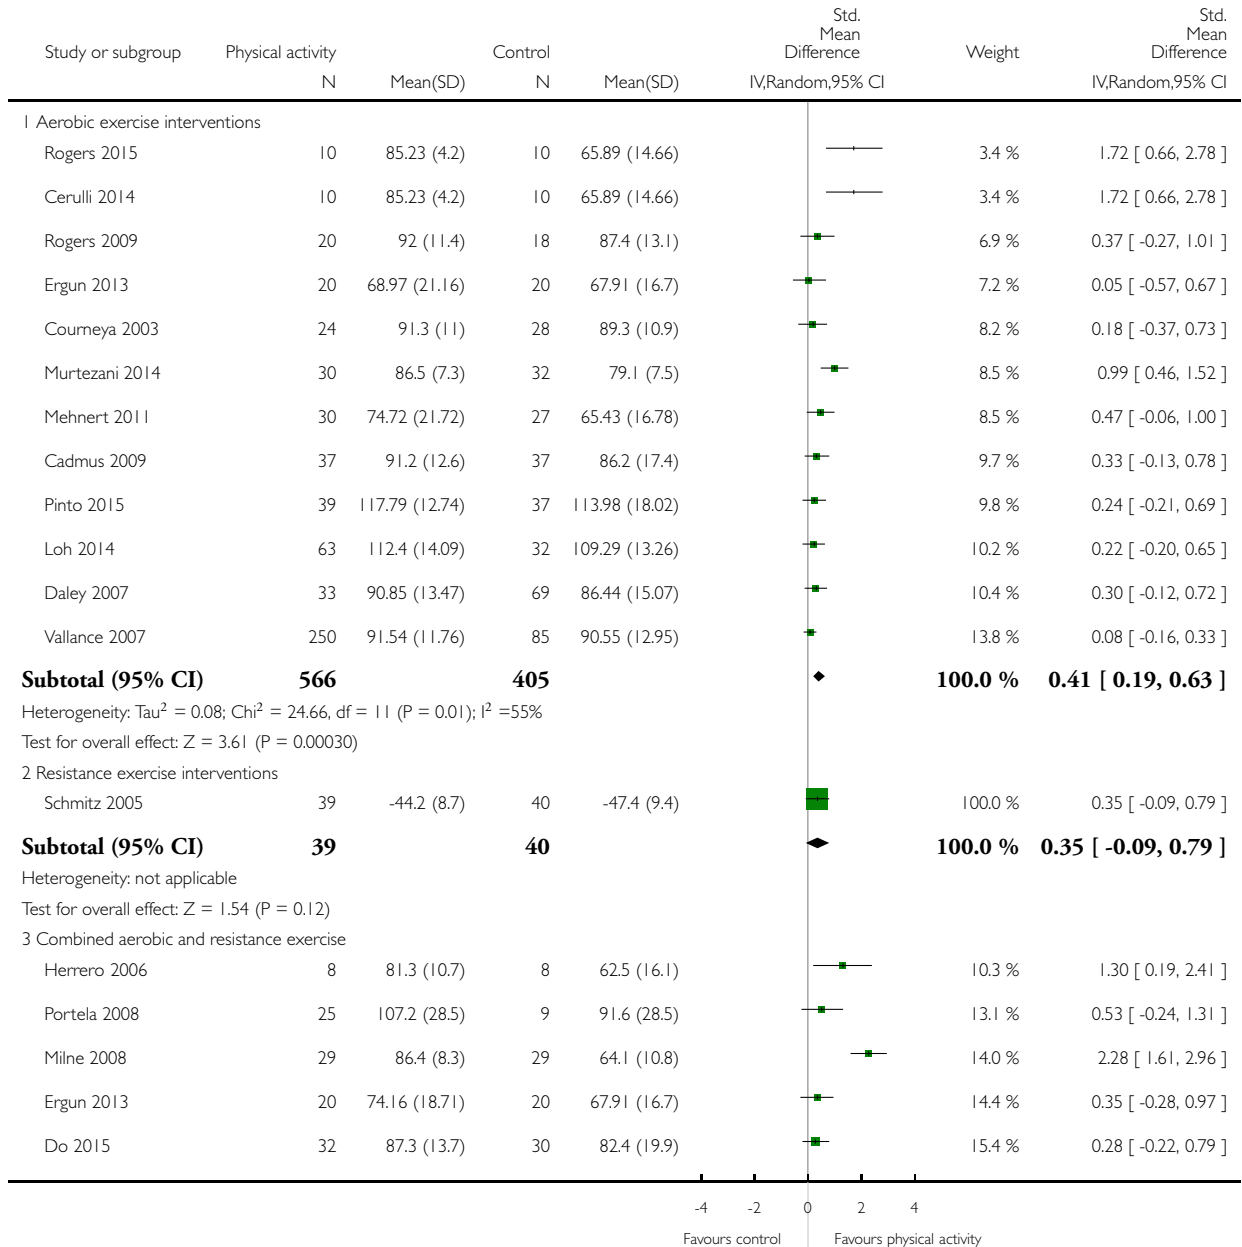 Std.
Mean
Difference
Std.
Mean
Difference
Study or subgroup Physical activity Control Weight
N Mean(SD) N Mean(SD) IV,Random,95% CI IV,Random,95% CI
1 Aerobic exercise interventions
Rogers 2015 10 85.23 (4.2) 10 65.89 (14.66) 3.4 % 1.72 [ 0.66, 2.78 ]
Cerulli 2014 10 85.23 (4.2) 10 65.89 (14.66) 3.4 % 1.72 [ 0.66, 2.78 ]
Rogers 2009 20 92 (11.4) 18 87.4 (13.1) 6.9 % 0.37 [ -0.27, 1.01 ]
Ergun 2013 20 68.97 (21.16) 20 67.91 (16.7) 7.2 % 0.05 [ -0.57, 0.67 ]
Courneya 2003 24 91.3 (11) 28 89.3 (10.9) 8.2 % 0.18 [ -0.37, 0.73 ]
Murtezani 2014 30 86.5 (7.3) 32 79.1 (7.5) 8.5 % 0.99 [ 0.46, 1.52 ]
Mehnert 2011 30 74.72 (21.72) 27 65.43 (16.78) 8.5 % 0.47 [ -0.06, 1.00 ]
Cadmus 2009 37 91.2 (12.6) 37 86.2 (17.4) 9.7 % 0.33 [ -0.13, 0.78 ]
Pinto 2015 39 117.79 (12.74) 37 113.98 (18.02) 9.8 % 0.24 [ -0.21, 0.69 ]
Loh 2014 63 112.4 (14.09) 32 109.29 (13.26) 10.2 % 0.22 [ -0.20, 0.65 ]
Daley 2007 33 90.85 (13.47) 69 86.44 (15.07) 10.4 % 0.30 [ -0.12, 0.72 ]
Vallance 2007 250 91.54 (11.76) 85 90.55 (12.95) 13.8 % 0.08 [ -0.16, 0.33 ]
Subtotal (95% CI) 566 405 100.0 % 0.41 [ 0.19, 0.63 ]
Heterogeneity: Tau² = 0.08; Chi² = 24.66, df = 11 (P = 0.01); I² =55%
Test for overall effect: Z = 3.61 (P = 0.00030)
2 Resistance exercise interventions
Schmitz 2005 39 -44.2 (8.7) 40 -47.4 (9.4) 100.0 % 0.35 [ -0.09, 0.79 ]
Subtotal (95% CI) 39 40 100.0 % 0.35 [ -0.09, 0.79 ]
Heterogeneity: not applicable
Test for overall effect: Z = 1.54 (P = 0.12)
3 Combined aerobic and resistance exercise
Herrero 2006 8 81.3 (10.7) 8 62.5 (16.1) 10.3 % 1.30 [ 0.19, 2.41 ]
Portela 2008 25 107.2 (28.5) 9 91.6 (28.5) 13.1 % 0.53 [ -0.24, 1.31 ]
Milne 2008 29 86.4 (8.3) 29 64.1 (10.8) 14.0 % 2.28 [ 1.61, 2.96 ]
Ergun 2013 20 74.16 (18.71) 20 67.91 (16.7) 14.4 % 0.35 [ -0.28, 0.97 ]
Do 2015 32 87.3 (13.7) 30 82.4 (19.9) 15.4 % 0.28 [ -0.22, 0.79 ]
-4 -2 0 2 4
Favours control Favours physical activity